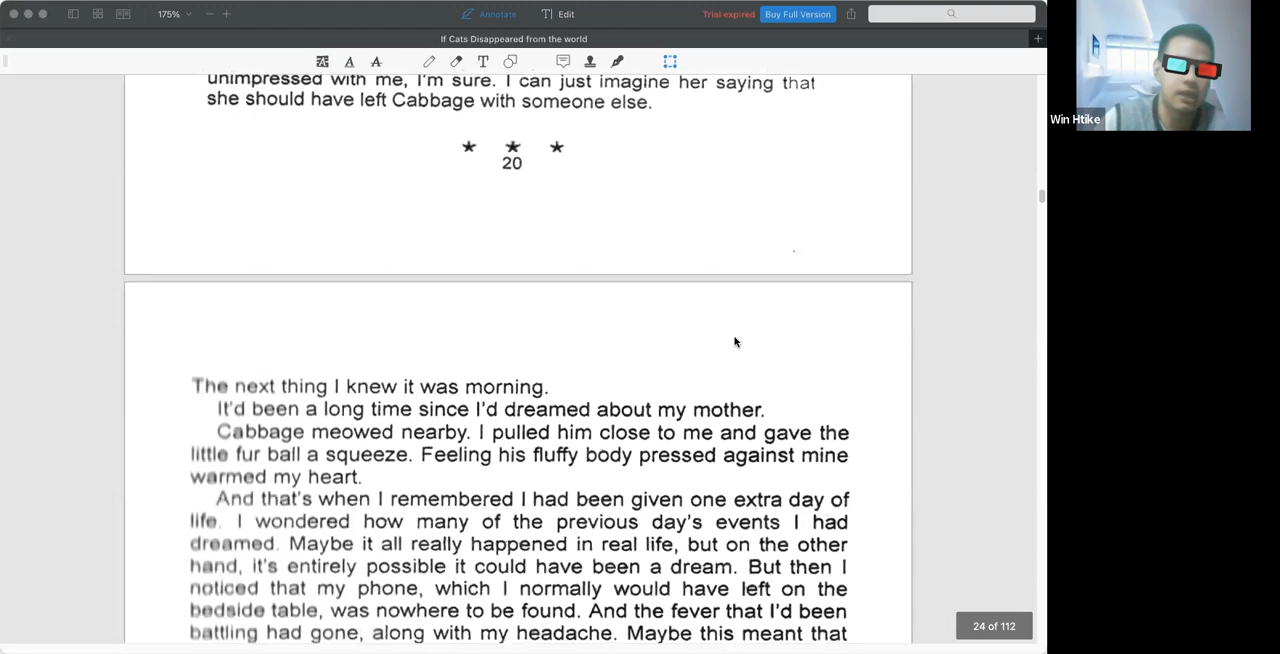 175%
Annotate
Edit
Trial expired
Buy Full Version
If Cats Disappeared from the world
unimpressed with me, I'm sure. I can just imagine her saying that
she should have left Cabbage with someone else.
★ ★ ★
20
The next thing I knew it was morning.
It'd been a long time since I'd dreamed about my mother.
Cabbage meowed nearby. I pulled him close to me and gave the
little fur ball a squeeze. Feeling his fluffy body pressed against mine
warmed my heart.
And that's when I remembered I had been given one extra day of
life. I wondered how many of the previous day's events I had
dreamed. Maybe it all really happened in real life, but on the other
hand, it's entirely possible it could have been a dream. But then I
noticed that my phone, which I normally would have left on the
bedside table, was nowhere to be found. And the fever that I'd been
battling had gone, along with my headache. Maybe this meant that
24 of 112
Win Htike